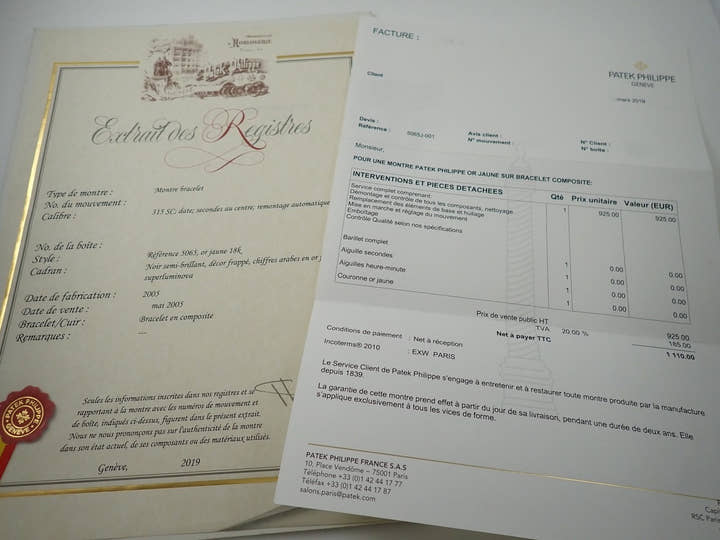 Extrait des Registres
Type de montre : Montre bracelet
No. du mouvement :
Calibre : 315 SC; date; secondes au centre; remontage automatique
No. de la boîte :
Style : Référence 5065, or jaune 18k
Cadran : Noir semi-brillant, décor frappé, chiffres arabes en or
superluminova
Date de fabrication : 2005
Date de vente : mai 2005
Bracelet/Cuir : Bracelet en composite
Remarques : ---
Seules les informations inscrites dans nos registres et se
rapportant à la montre avec les numéros de mouvement et
de boîte, indiqués ci-dessus, figurent dans le présent extrait.
Nous ne nous prononçons pas sur l'authenticité de la montre
dans son état actuel, de ses composants ou des matériaux utilisés.
Genève, 2019
PATEK PHILIPPE
GENEVE
FACTURE :
PATEK PHILIPPE
GENEVE
mars 2019
Client
Devis :
Référence : 5065J-001
Avis client :
N° mouvement :
N° Client :
N° boite :
Monsieur,
POUR UNE MONTRE PATEK PHILIPPE OR JAUNE SUR BRACELET COMPOSITE:
INTERVENTIONS ET PIECES DETACHEES Qté Prix unitaire Valeur (EUR)
Service complet comprenant: 1 925.00 925.00
Démontage et contrôle de tous les composants, nettoyage
Remplacement des éléments de base et huilage
Mise en marche et réglage du mouvement
Emboîtage
Contrôle Qualité selon nos spécifications
Barillet complet 1 0.00 0.00
Aiguille secondes 1 0.00 0.00
Aiguilles heure-minute 1 0.00 0.00
Couronne or jaune 1 0.00 0.00
Prix de vente public HT 925.00
TVA 20.00 % 185.00
Net à payer TTC 1 110.00
Conditions de paiement : Net à réception
Incoterms® 2010 : EXW PARIS
Le Service Client de Patek Philippe s'engage à entretenir et à restaurer toute montre produite par la manufacture
depuis 1839.
La garantie de cette montre prend effet à partir du jour de sa livraison, pendant une durée de deux ans. Elle
s'applique exclusivement à tous les vices de forme.
PATEK PHILIPPE FRANCE S.A.S
10, Place Vendôme – 75001 Paris
Téléphone +33 (0)1 42 44 17 77
Téléfax +33 (0)1 42 44 17 87
salons.paris@patek.com
Capi
RSC Paris